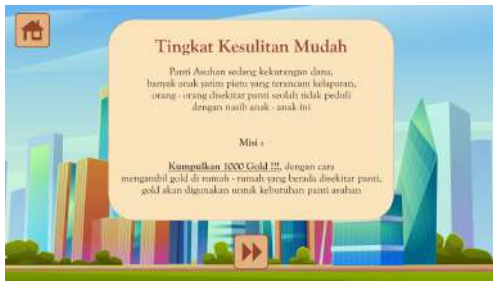 Tingkat Kesulitan Mudah
Panti Asuhan sedang kekurangan dana,
banyak anak yatim piatu yang terancam kelaparan,
orang - orang disekitar panti seolah tidak peduli
dengan nasib anak - anak ini
Misi :
Kumpulkan 1000 Gold !!!, dengan cara
mengambil gold di rumah - rumah yang berada disekitar panti,
gold akan digunakan untuk kebutuhan panti asuhan